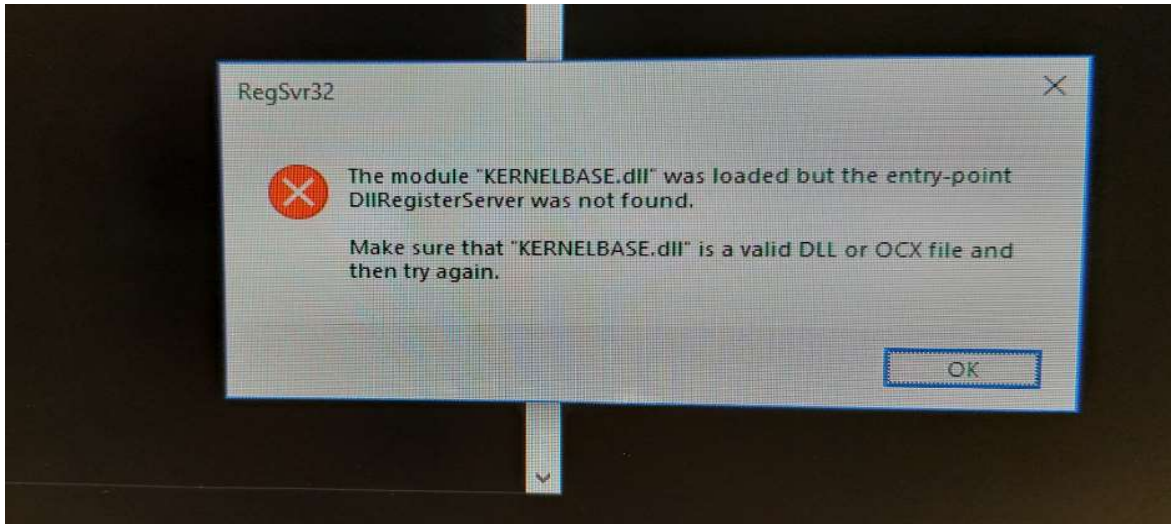 RegSvr32
The module "KERNELBASE.dll" was loaded but the entry-point
DllRegisterServer was not found.
Make sure that "KERNELBASE.dll" is a valid DLL or OCX file and
then try again.
OK